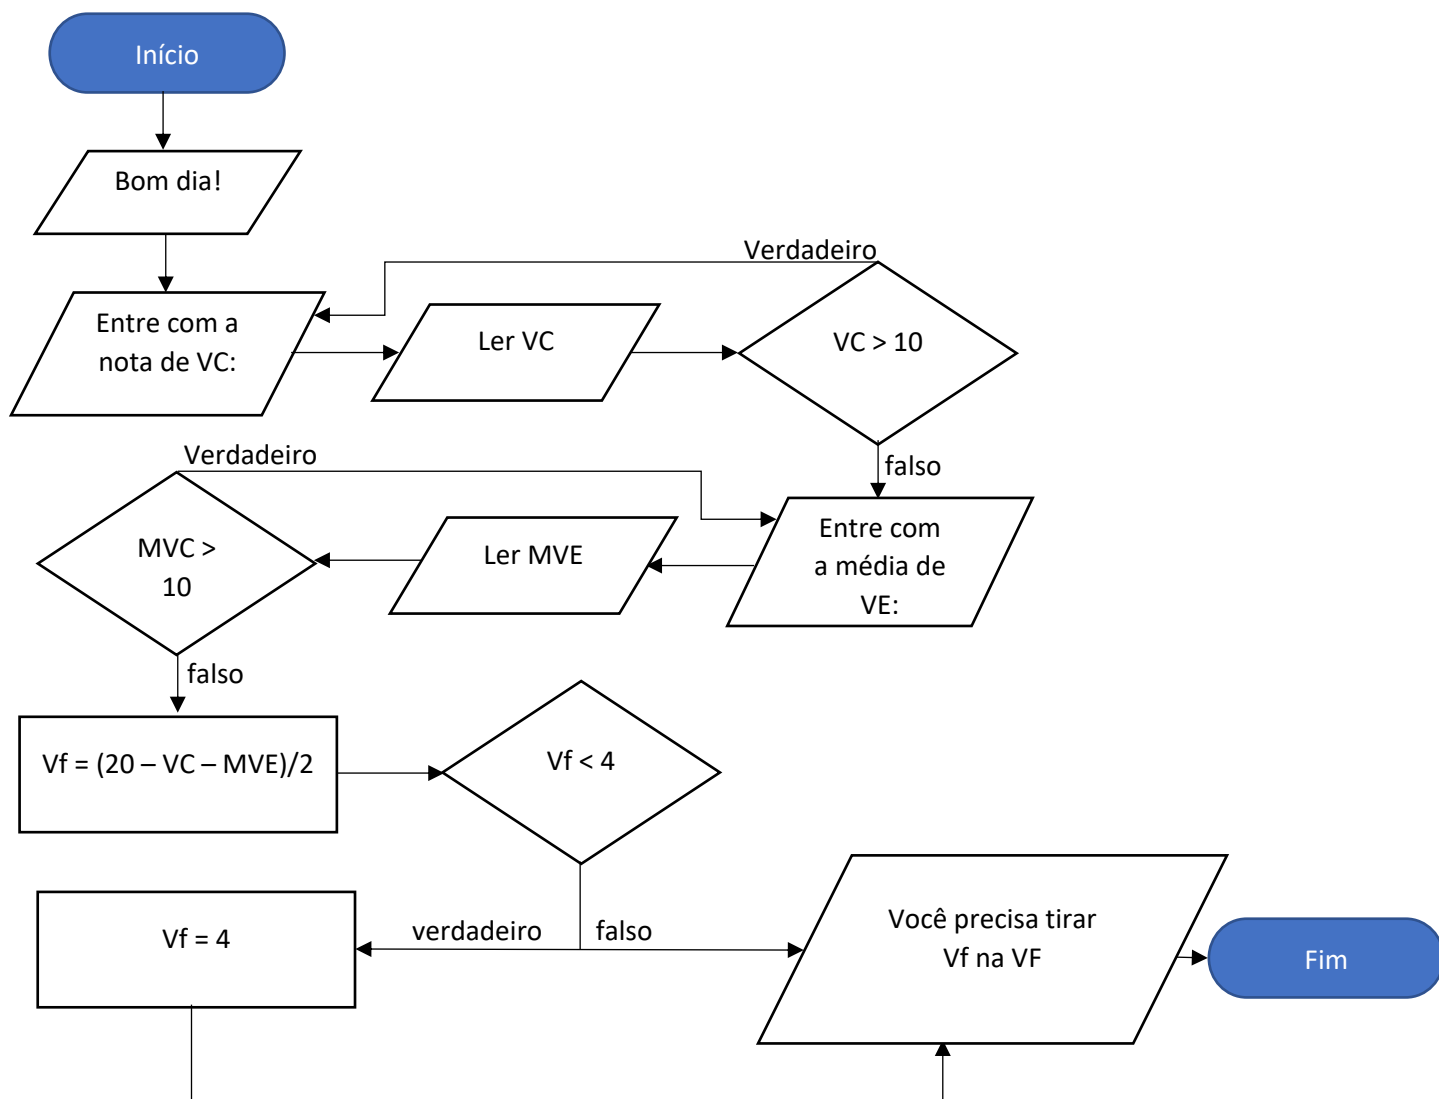 Início
Bom dia!
Verdadeiro
Entre com a
nota de VC:
Ler VC
VC > 10
falso
Verdadeiro
MVC >
10
Ler MVE
Entre com
a média de
VE:
falso
Vf = (20 – VC – MVE)/2
Vf < 4
verdadeiro
falso
Vf = 4
Você precisa tirar
Vf na VF
Fim